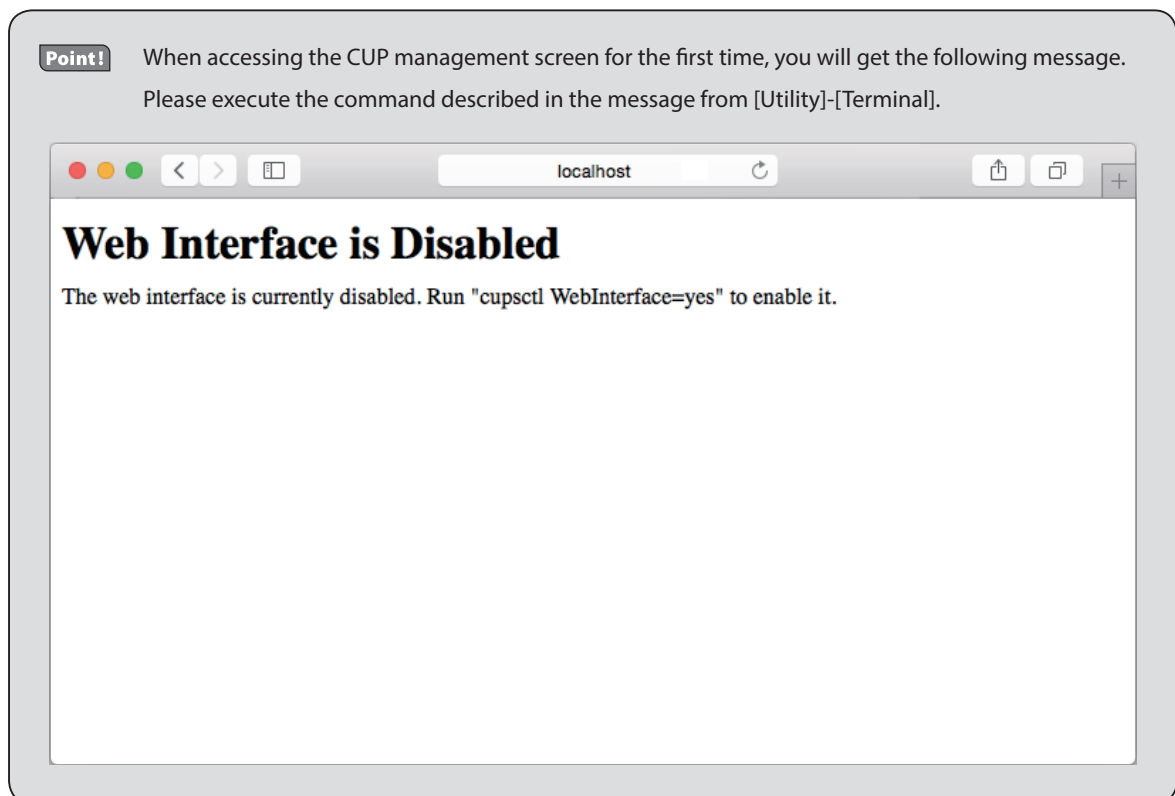 Point!
When accessing the CUP management screen for the first time, you will get the following message.
Please execute the command described in the message from [Utility]-[Terminal].
localhost
Web Interface is Disabled
The web interface is currently disabled. Run "cupsctl WebInterface=yes" to enable it.